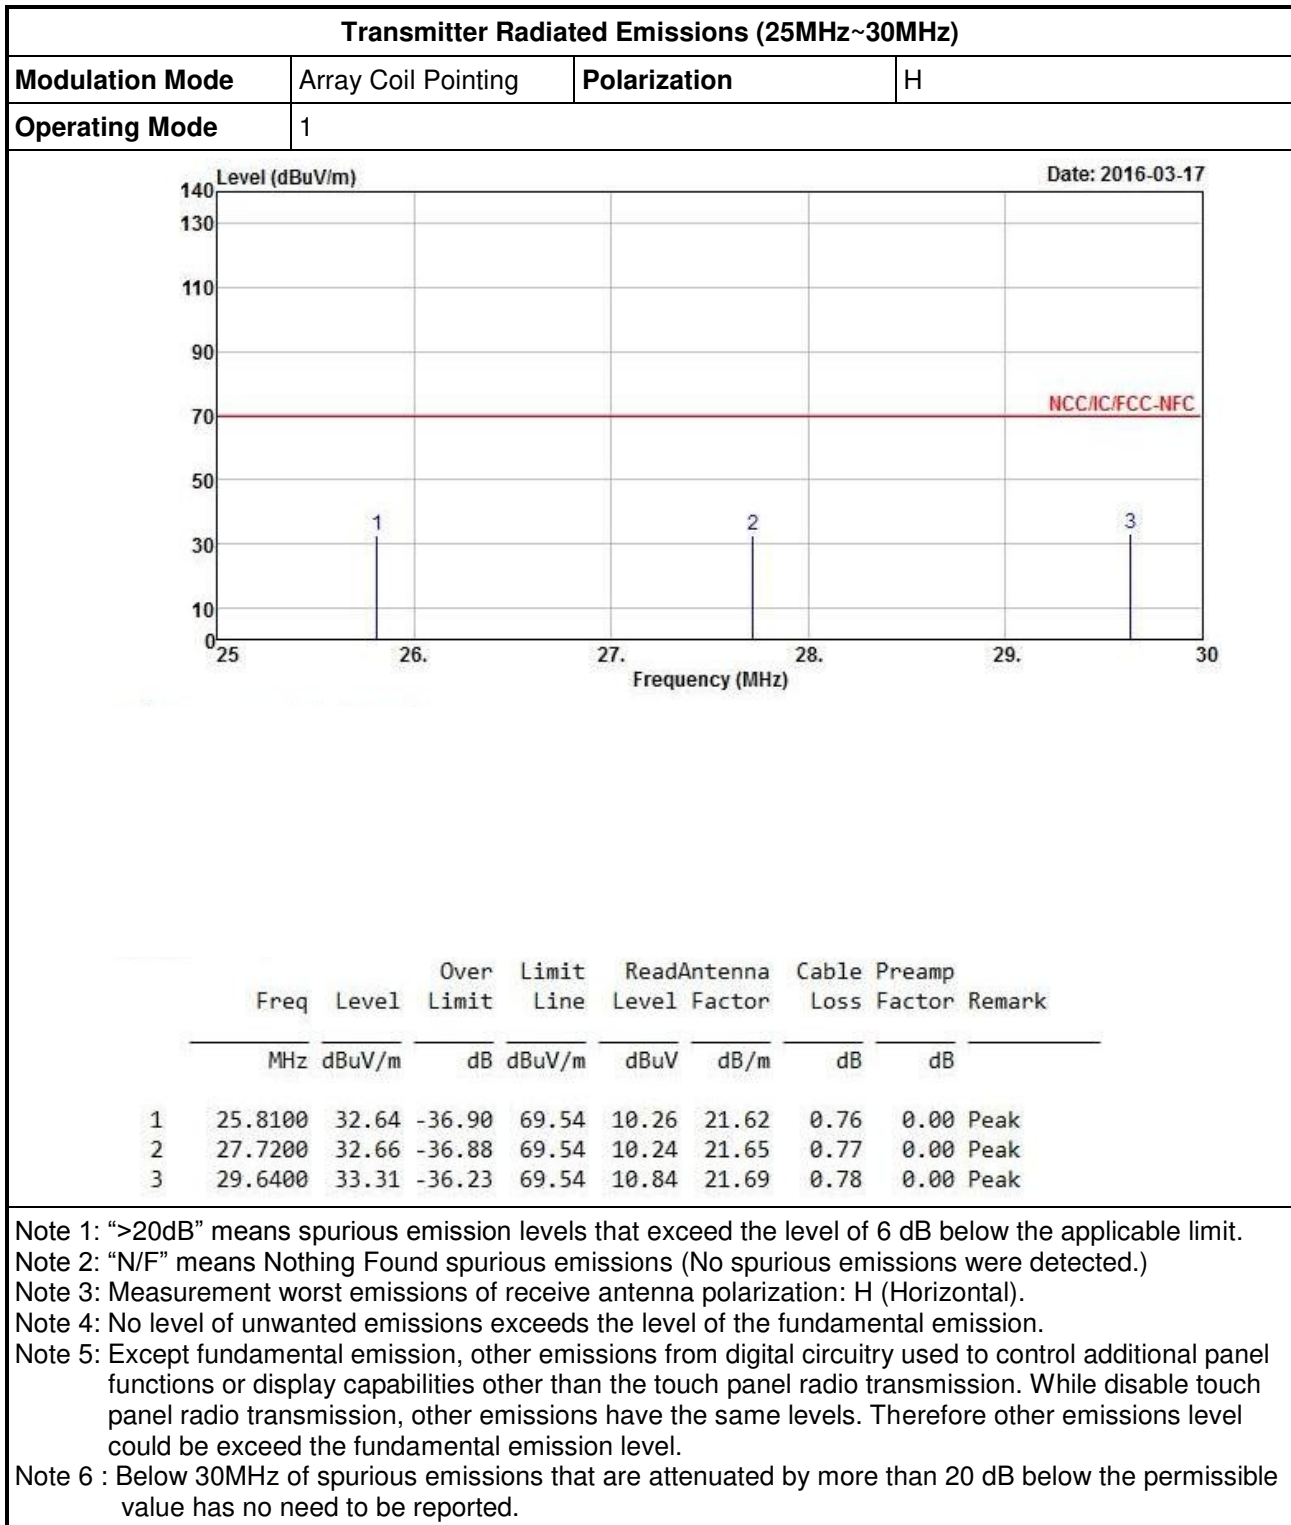 Transmitter Radiated Emissions (25MHz~30MHz)
Modulation Mode Array Coil Pointing Polarization H
Operating Mode 1
Level (dBuV/m) Date: 2016-03-17
140
130
110
90
NCC/IC/FCC-NFC
70
50
1 2 3
30
10
0
25 26. 27. 28. 29. 30
Frequency (MHz)
Over Limit ReadAntenna Cable Preamp
Freq Level Limit Line Level Factor Loss Factor Remark
MHz dBuV/m dB dBuV/m dBuV dB/m dB dB
1 25.8100 32.64 -36.90 69.54 10.26 21.62 0.76 0.00 Peak
2 27.7200 32.66 -36.88 69.54 10.24 21.65 0.77 0.00 Peak
3 29.6400 33.31 -36.23 69.54 10.84 21.69 0.78 0.00 Peak
Note 1: “>20dB” means spurious emission levels that exceed the level of 6 dB below the applicable limit.
Note 2: “N/F” means Nothing Found spurious emissions (No spurious emissions were detected.)
Note 3: Measurement worst emissions of receive antenna polarization: H (Horizontal).
Note 4: No level of unwanted emissions exceeds the level of the fundamental emission.
Note 5: Except fundamental emission, other emissions from digital circuitry used to control additional panel
functions or display capabilities other than the touch panel radio transmission. While disable touch
panel radio transmission, other emissions have the same levels. Therefore other emissions level
could be exceed the fundamental emission level.
Note 6 : Below 30MHz of spurious emissions that are attenuated by more than 20 dB below the permissible
value has no need to be reported.